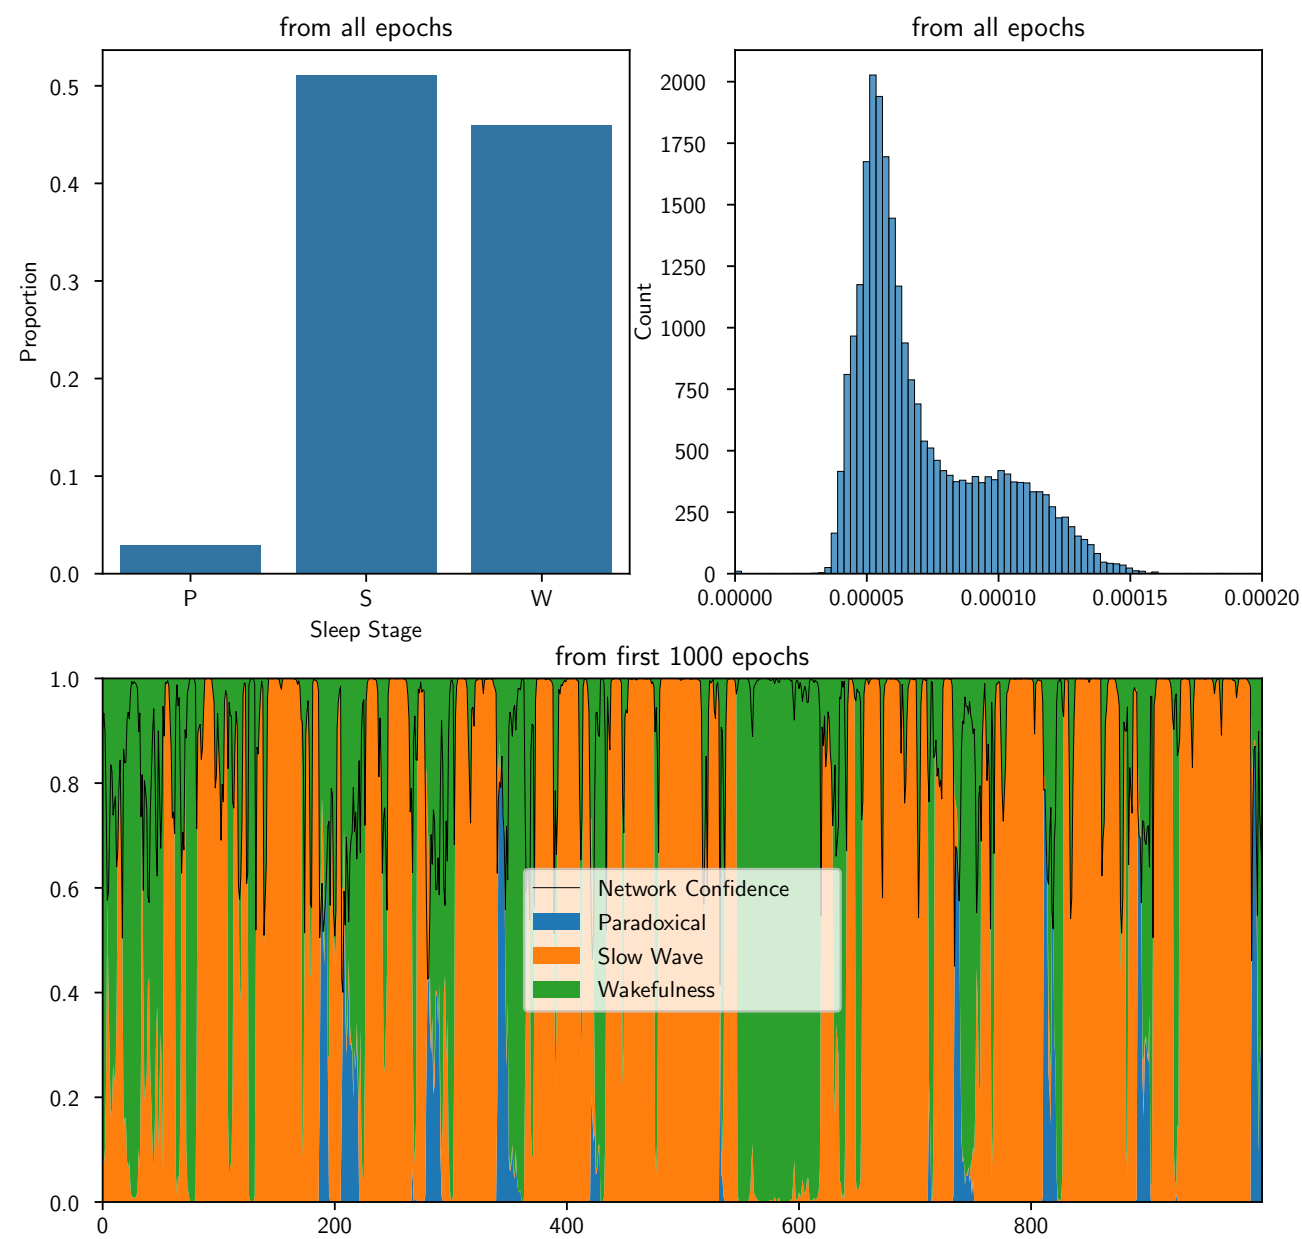 from all epochs
0.5
0.4
0.3
0.2
0.1
0.0
Proportion
P S W
Sleep Stage
from all epochs
2000
1750
1500
1250
1000
750
500
250
0
Count
0.00000 0.00005 0.00010 0.00015 0.00020
from first 1000 epochs
1.0
0.8
0.6
0.4
0.2
0.0
Network Confidence
Paradoxical
Slow Wave
Wakefulness
0 200 400 600 800